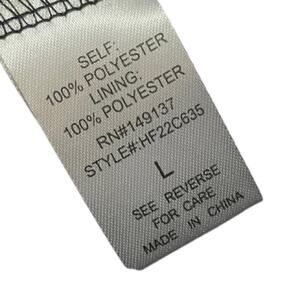 SELF:
100% POLYESTER
LINING:
100% POLYESTER
RN#149137
STYLE#:HF22C635
L
SEE REVERSE
FOR CARE
MADE IN CHINA